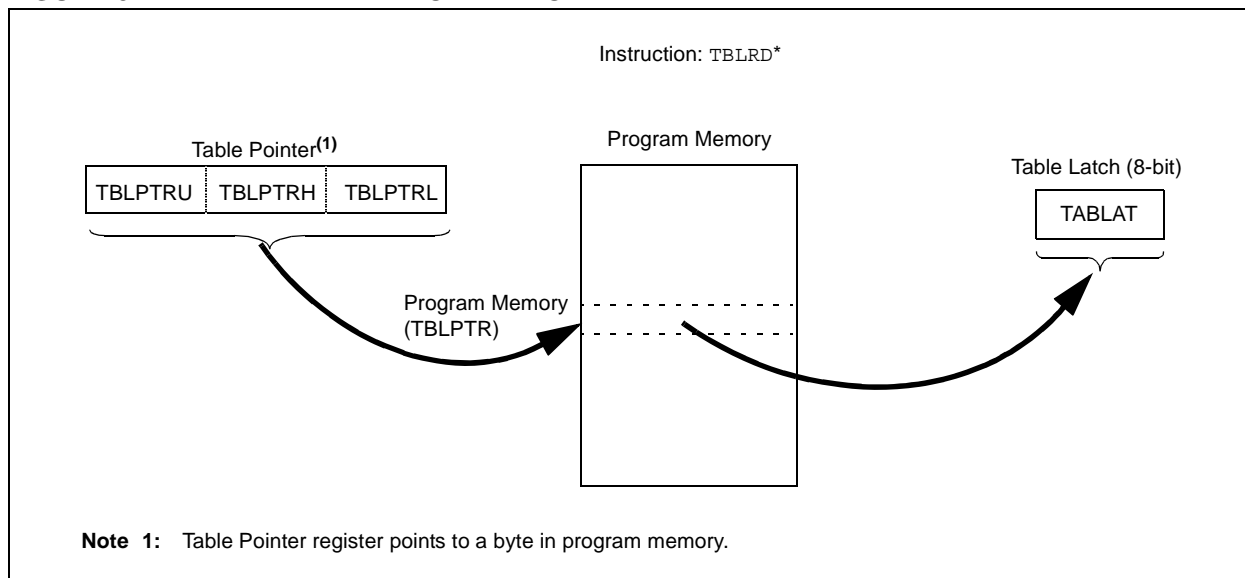 Instruction: TBLRD*
Table Pointer(1)
Program Memory
Table Latch (8-bit)
TBLPTRU TBLPTRH TBLPTRL
TABLAT
Program Memory
(TBLPTR)
Note 1: Table Pointer register points to a byte in program memory.